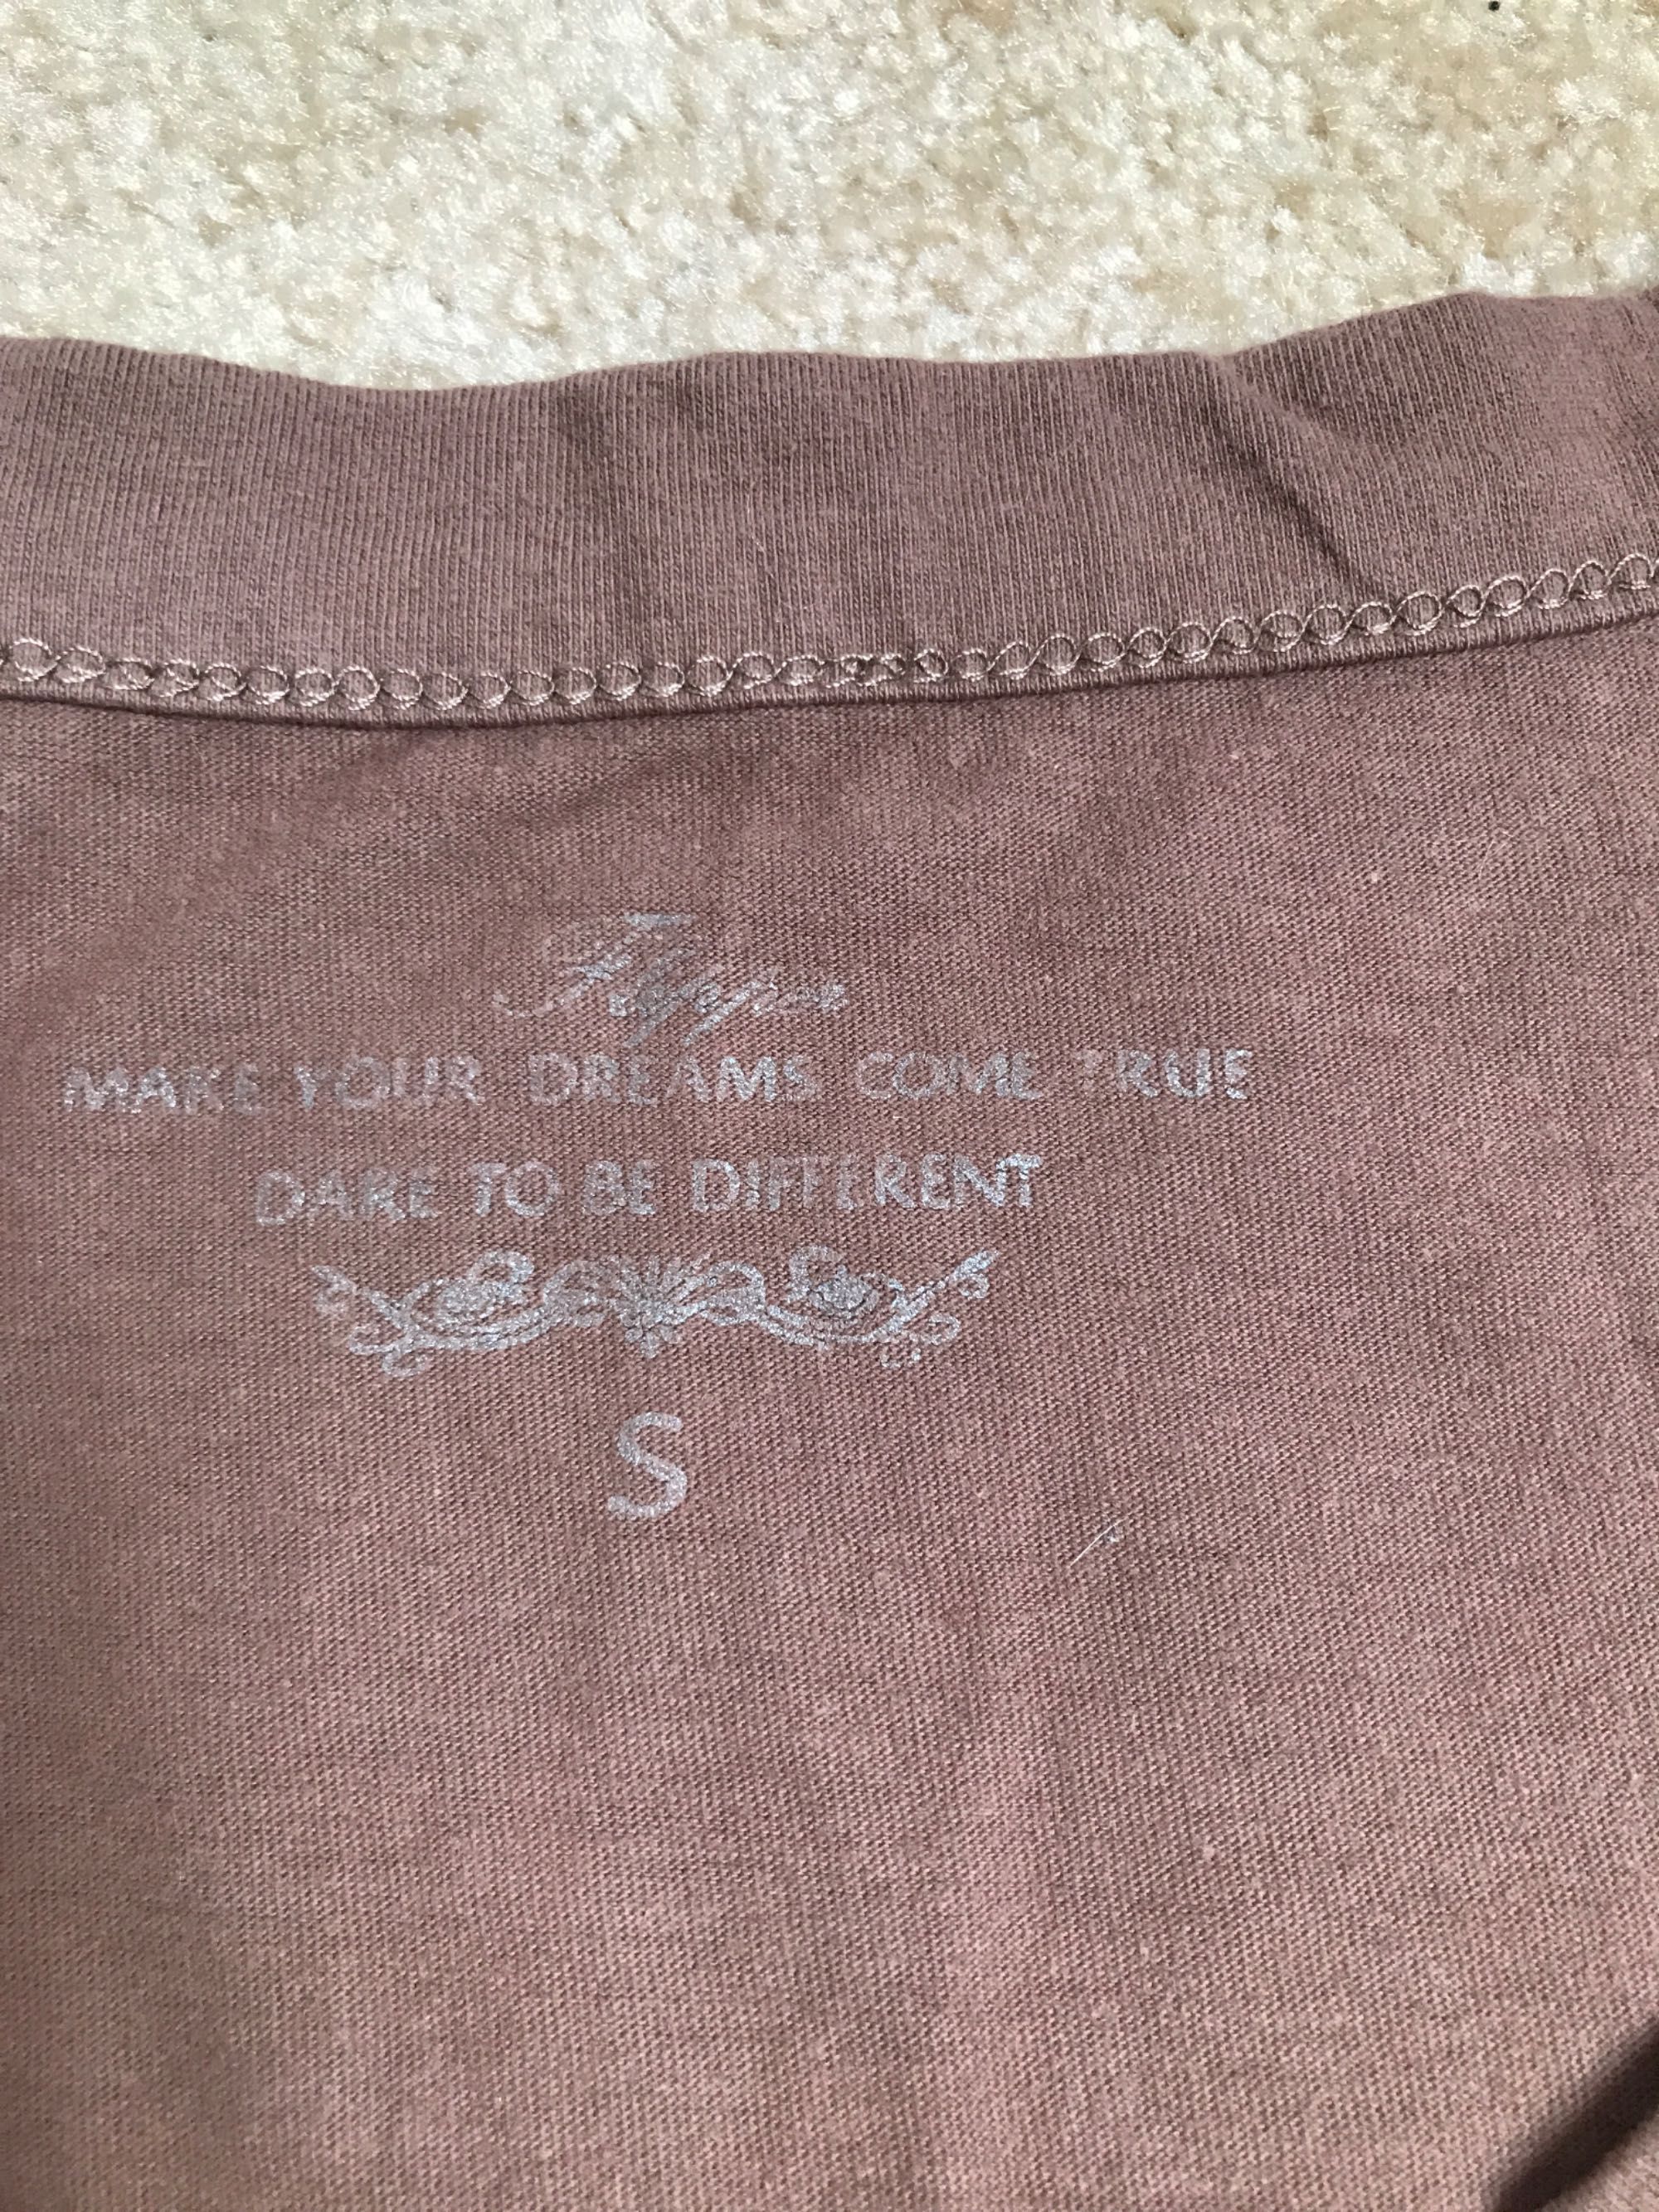 MAKE YOUR DREAMS COME TRUE
DARE TO BE DIFFERENT
S